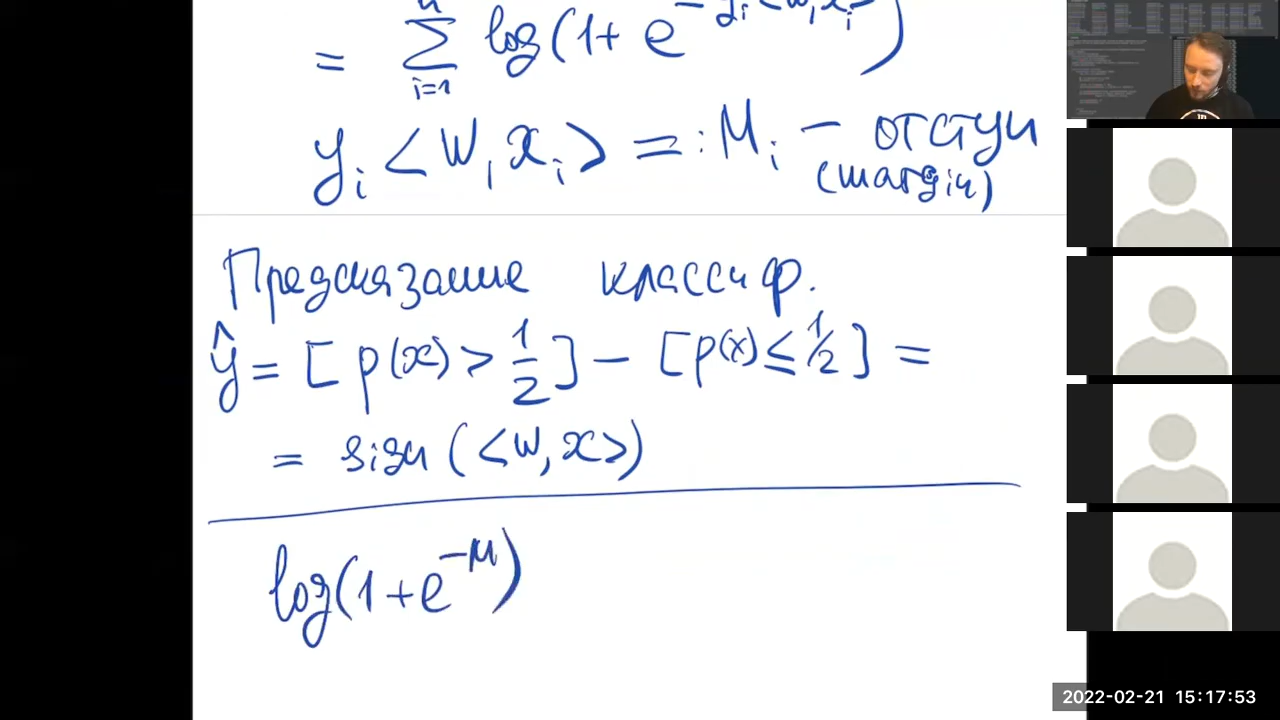 = \sum_{i=1}^{n} log(1+ e^{-y_i <w, x_i>})
y_i <w, x_i> =: M_i – отступ
(margin)
Предсказание классиф.
ŷ = [p(x) > 1/2] – [p(x) ≤ 1/2] =
= sign (<w, x>)
log(1+e^{-M})
2022-02-21 15:17:53